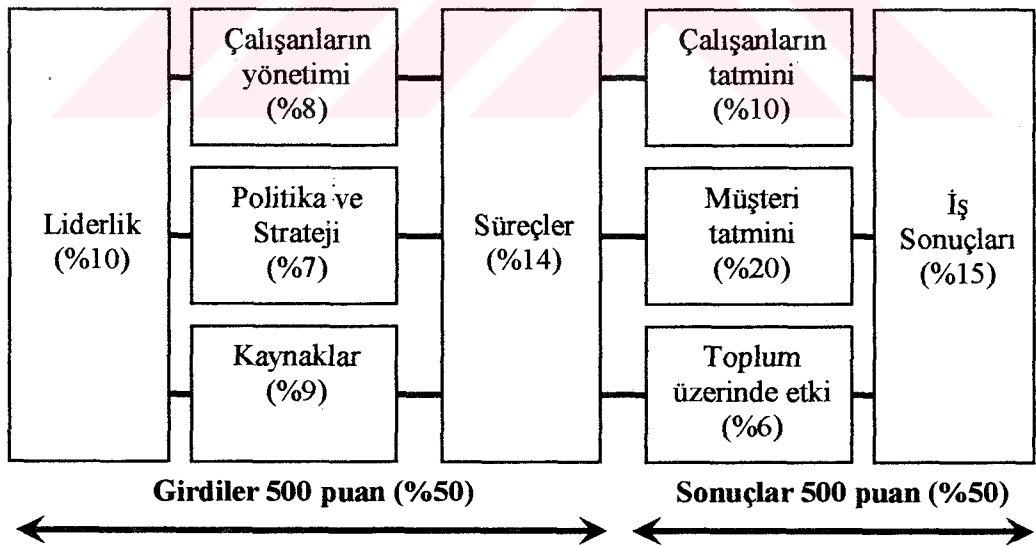 Liderlik
(%10)
Çalışanların
yönetimi
(%8)
Politika ve
Strateji
(%7)
Kaynaklar
(%9)
Süreçler
(%14)
Çalışanların
tatmini
(%10)
Müşteri
tatmini
(%20)
Toplum
üzerinde etki
(%6)
İş
Sonuçları
(%15)
Girdiler 500 puan (%50)
Sonuçlar 500 puan (%50)